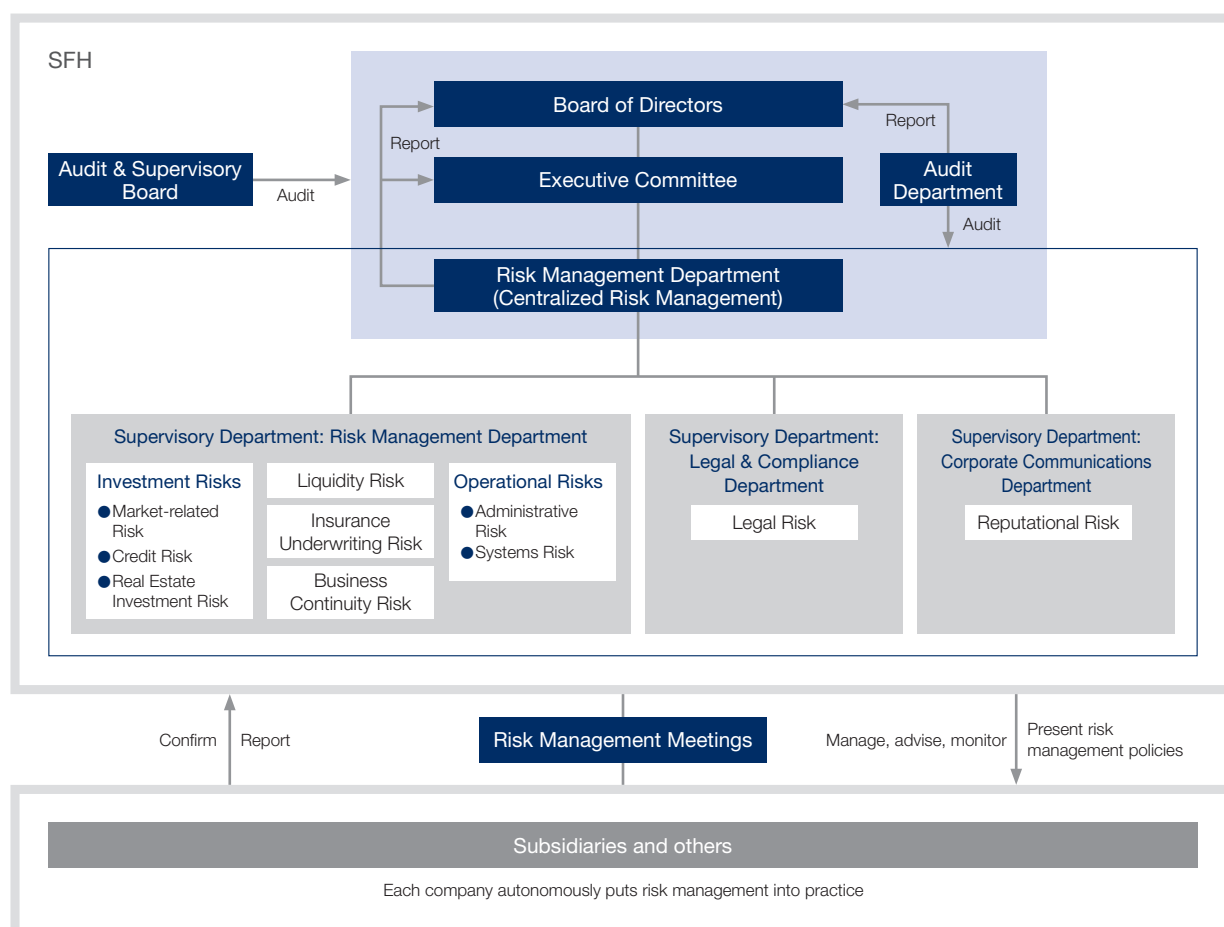 SFH
Board of Directors
Report
Report
Audit & Supervisory
Board
Audit
Executive Committee
Audit
Department
Audit
Risk Management Department
(Centralized Risk Management)
Supervisory Department: Risk Management Department
Investment Risks
●Market-related
Risk
●Credit Risk
●Real Estate
Investment Risk
Liquidity Risk
Insurance
Underwriting Risk
Business
Continuity Risk
Operational Risks
●Administrative
Risk
●Systems Risk
Supervisory Department:
Legal & Compliance
Department
Legal Risk
Supervisory Department:
Corporate Communications
Department
Reputational Risk
Confirm
Report
Risk Management Meetings
Manage, advise, monitor
Present risk
management policies
Subsidiaries and others
Each company autonomously puts risk management into practice